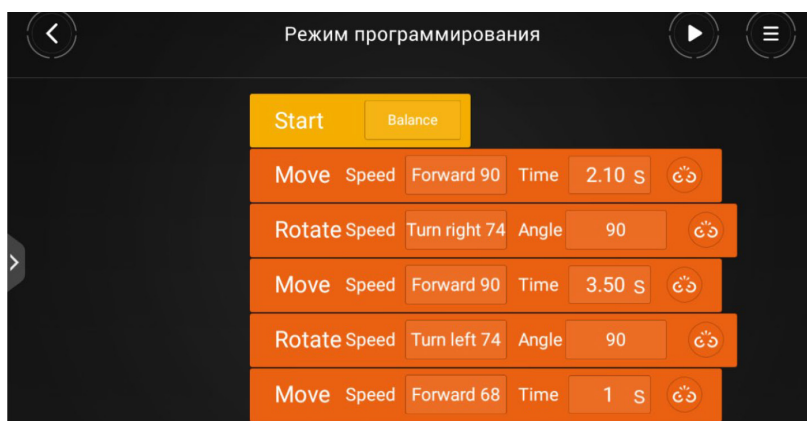 Режим программирования
Start Balance
Move Speed Forward 90 Time 2.10 S
Rotate Speed Turn right 74 Angle 90
Move Speed Forward 90 Time 3.50 S
Rotate Speed Turn left 74 Angle 90
Move Speed Forward 68 Time 1 S